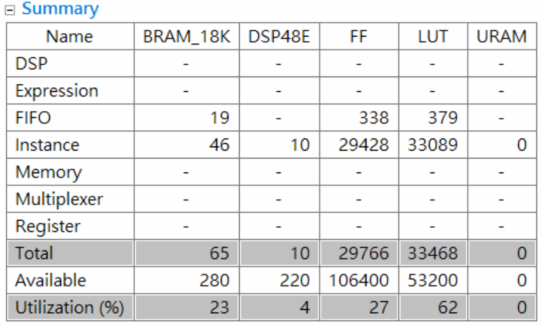 Summary
Name BRAM_18K DSP48E FF LUT URAM
DSP - - - - -
Expression - - - - -
FIFO 19 - 338 379 -
Instance 46 10 29428 33089 0
Memory - - - - -
Multiplexer - - - - -
Register - - - - -
Total 65 10 29766 33468 0
Available 280 220 106400 53200 0
Utilization (%) 23 4 27 62 0